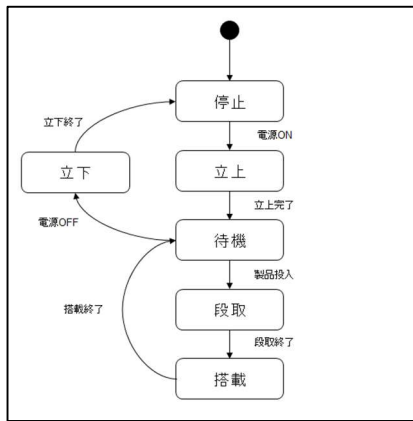 停止
電源ON
立下終了
立上
立下
立上完了
電源OFF
待機
製品投入
搭載終了
段取
段取終了
搭載